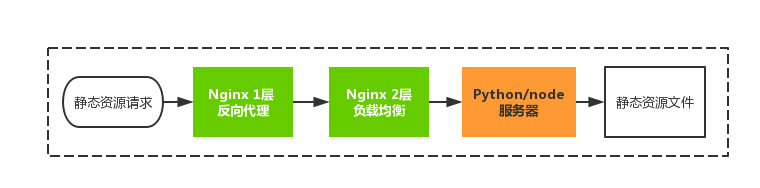 静态资源请求
Nginx 1层
反向代理
Nginx 2层
负载均衡
Python/node
服务器
静态资源文件